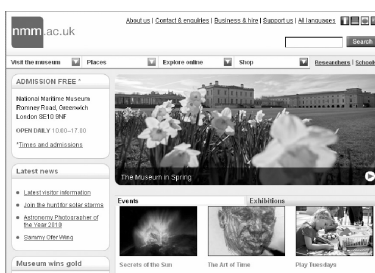 nmm.ac.uk
About us | Contact & enquiries | Business & hire | Support us | All languages
Search
Visit the museum Places Explore online Shop Researchers | Schools
ADMISSION FREE *
National Maritime Museum
Romney Road, Greenwich
London SE10 9NF
OPEN DAILY 10.00–17.00
*Times and admissions
The Museum in Spring
Latest news
Latest visitor information
Join the hunt for solar storms
Astronomy Photographer of
the Year 2010
Sammy Ofer Wing
Museum wins gold
Events Exhibitions
Secrets of the Sun
The Art of Time
Play Tuesdays